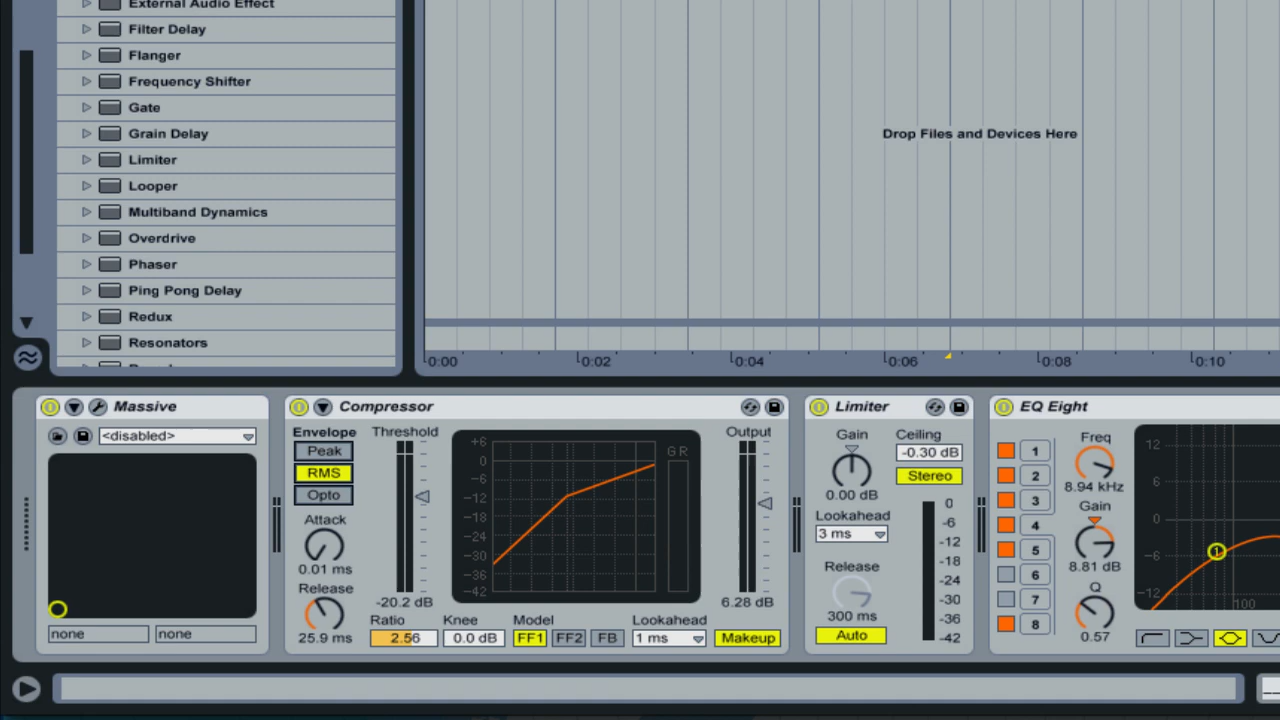 External Audio Effect
Filter Delay
Flanger
Frequency Shifter
Gate
Grain Delay
Limiter
Looper
Multiband Dynamics
Overdrive
Phaser
Ping Pong Delay
Redux
Resonators
Drop Files and Devices Here
0:00 0:02 0:04 0:06 0:08 0:10
Massive
<disabled>
none none
Compressor
Envelope
Peak
RMS
Opto
Attack
0.01 ms
Release
25.9 ms
Threshold
-20.2 dB
Ratio
2.56
Knee
0.0 dB
+6
0
-6
-12
-18
-24
-30
-36
-42
GR
Model
FF1 FF2 FB
Lookahead
1 ms
Output
6.28 dB
Makeup
Limiter
Gain
0.00 dB
Lookahead
3 ms
Release
300 ms
Auto
Ceiling
-0.30 dB
Stereo
0
-6
-12
-18
-24
-30
-36
-42
EQ Eight
1
2
3
4
5
6
7
8
Freq
8.94 kHz
Gain
8.81 dB
Q
0.57
12
6
0
-6
-12
1
100